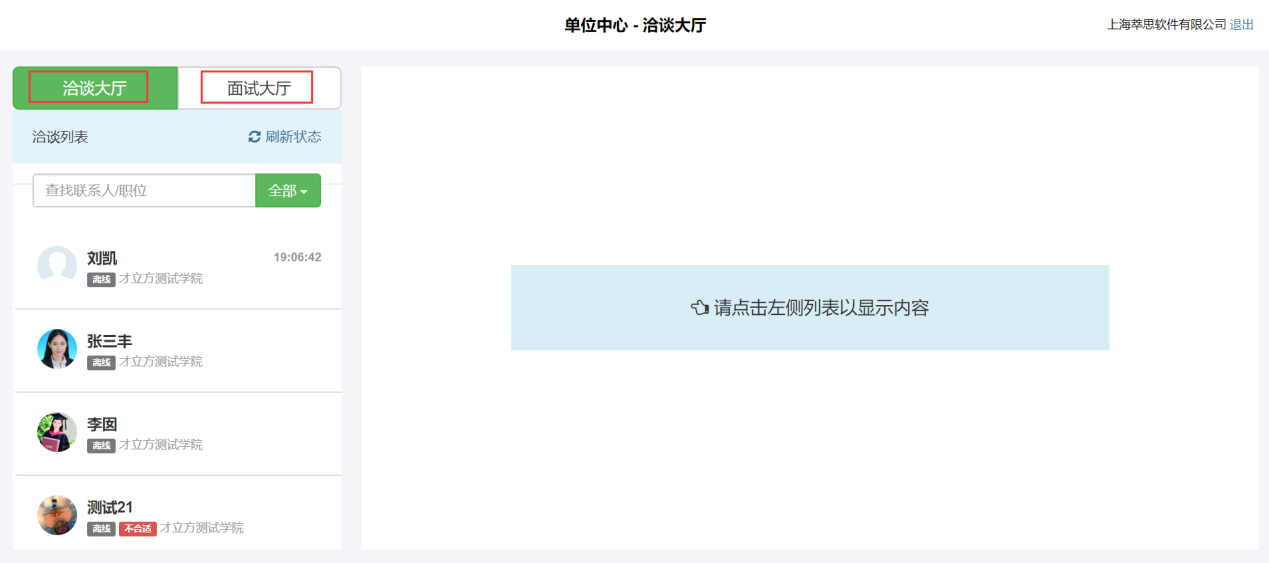 单位中心 - 洽谈大厅
上海萃思软件有限公司 退出
洽谈大厅
面试大厅
洽谈列表
刷新状态
查找联系人/职位
全部
刘凯
19:06:42
离线 才立方测试学院
张三丰
离线 才立方测试学院
李囡
离线 才立方测试学院
测试21
离线 不合适 才立方测试学院
请点击左侧列表以显示内容